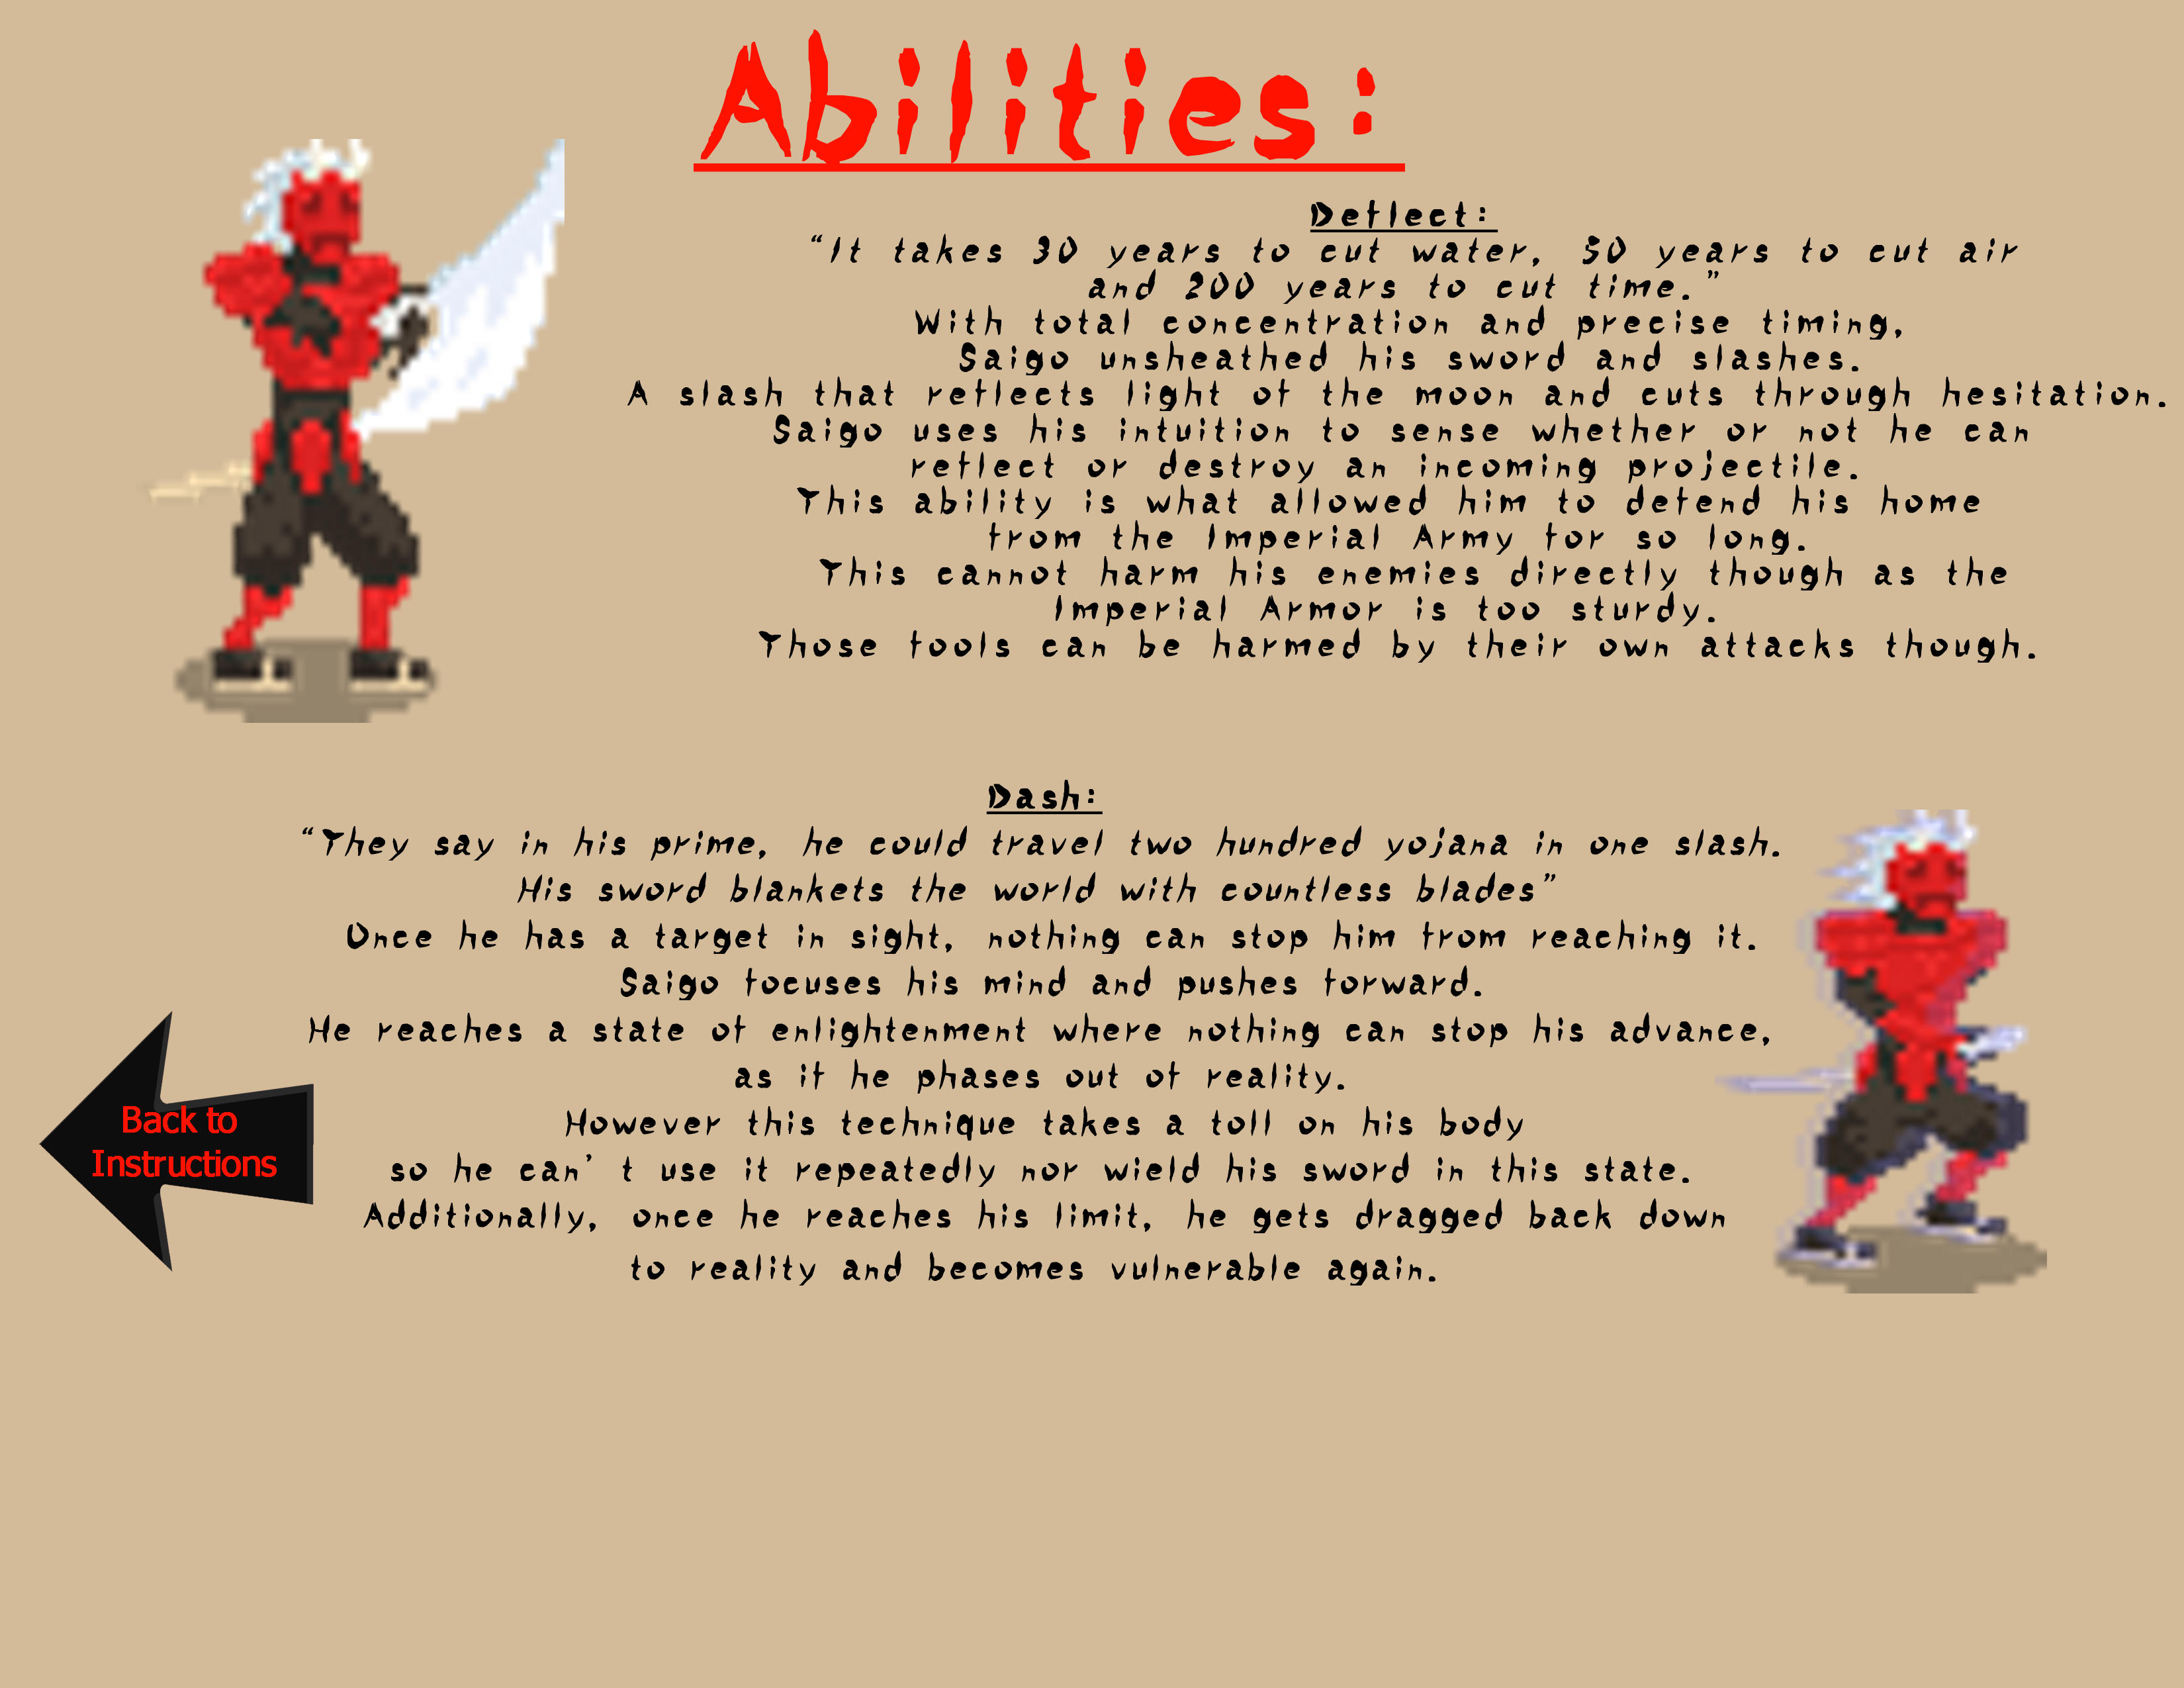 Abilities:
Deflect:
“It takes 30 years to cut water, 50 years to cut air
and 200 years to cut time.”
With total concentration and precise timing,
Saigo unsheathed his sword and slashes.
A slash that reflects light of the moon and cuts through hesitation.
Saigo uses his intuition to sense whether or not he can
reflect or destroy an incoming projectile.
This ability is what allowed him to defend his home
from the Imperial Army for so long.
This cannot harm his enemies directly though as the
Imperial Armor is too sturdy.
Those fools can be harmed by their own attacks though.
Dash:
“They say in his prime, he could travel two hundred yojana in one slash.
His sword blankets the world with countless blades”
Once he has a target in sight, nothing can stop him from reaching it.
Saigo focuses his mind and pushes forward.
He reaches a state of enlightenment where nothing can stop his advance,
as if he phases out of reality.
However this technique takes a toll on his body
so he can’t use it repeatedly nor wield his sword in this state.
Additionally, once he reaches his limit, he gets dragged back down
to reality and becomes vulnerable again.
Back to
Instructions